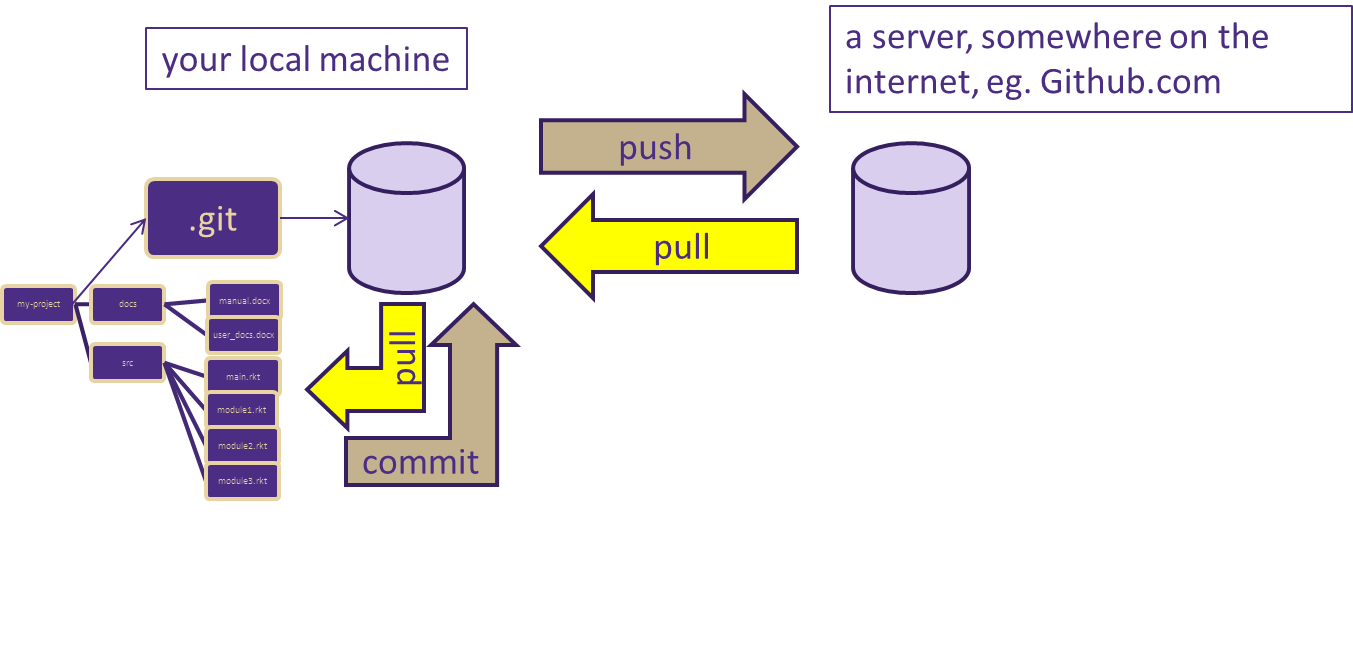 your local machine
a server, somewhere on the
internet, eg. Github.com
push
pull
.git
my-project
docs
manual.docx
user_docs.docx
src
main.rkt
module1.rkt
module2.rkt
module3.rkt
pull
commit